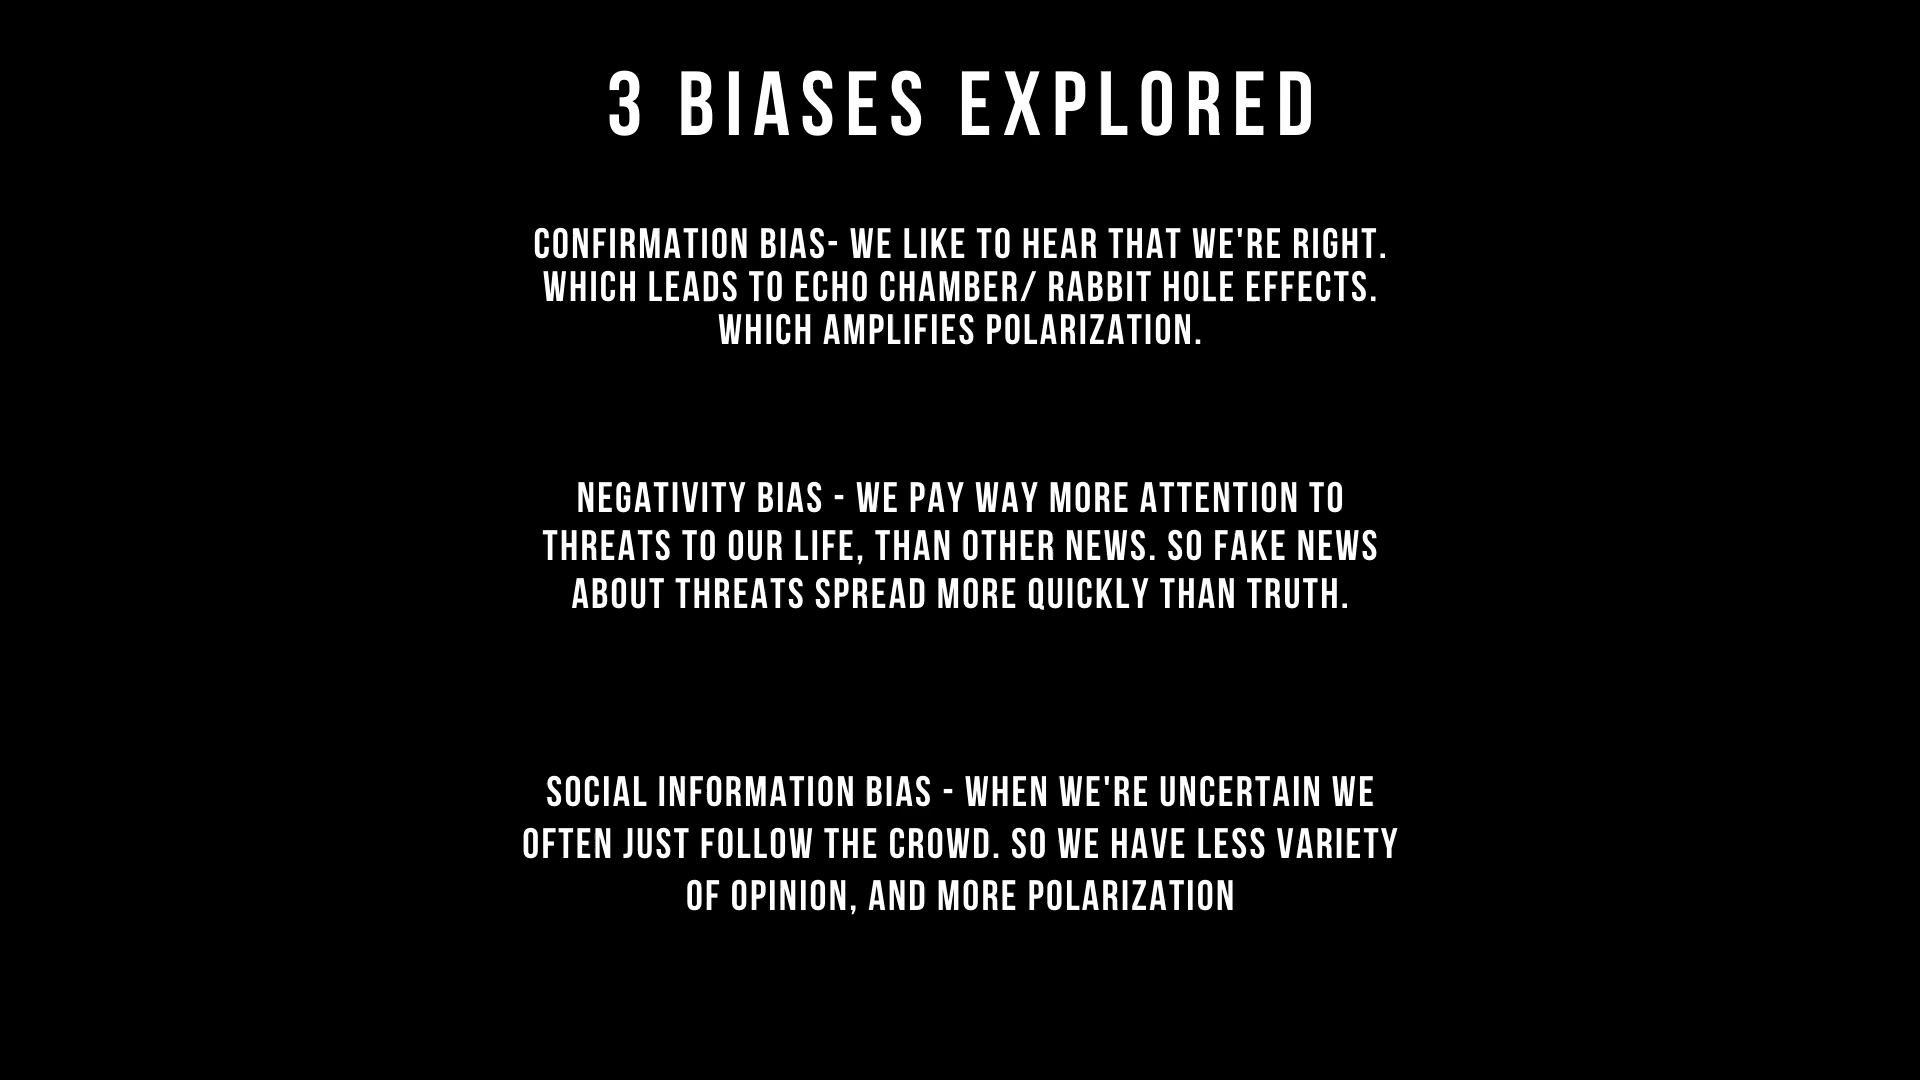 3 BIASES EXPLORED
CONFIRMATION BIAS- WE LIKE TO HEAR THAT WE'RE RIGHT.
WHICH LEADS TO ECHO CHAMBER/ RABBIT HOLE EFFECTS.
WHICH AMPLIFIES POLARIZATION.
NEGATIVITY BIAS - WE PAY WAY MORE ATTENTION TO
THREATS TO OUR LIFE, THAN OTHER NEWS. SO FAKE NEWS
ABOUT THREATS SPREAD MORE QUICKLY THAN TRUTH.
SOCIAL INFORMATION BIAS - WHEN WE'RE UNCERTAIN WE
OFTEN JUST FOLLOW THE CROWD. SO WE HAVE LESS VARIETY
OF OPINION, AND MORE POLARIZATION